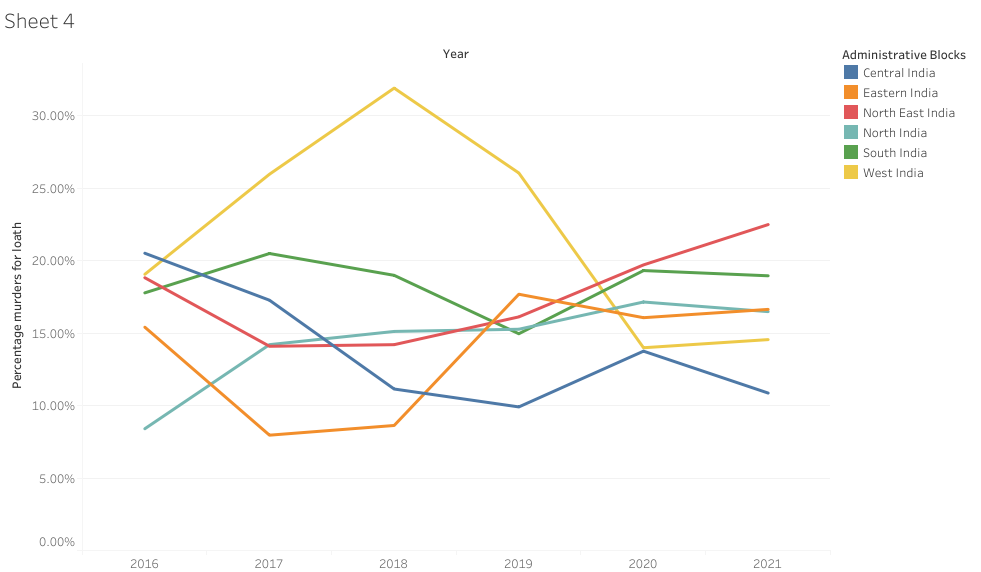 Sheet 4
Year
Administrative Blocks
Central India
Eastern India
North East India
North India
South India
West India
Percentage murders for loath
30.00%
25.00%
20.00%
15.00%
10.00%
5.00%
0.00%
2016 2017 2018 2019 2020 2021